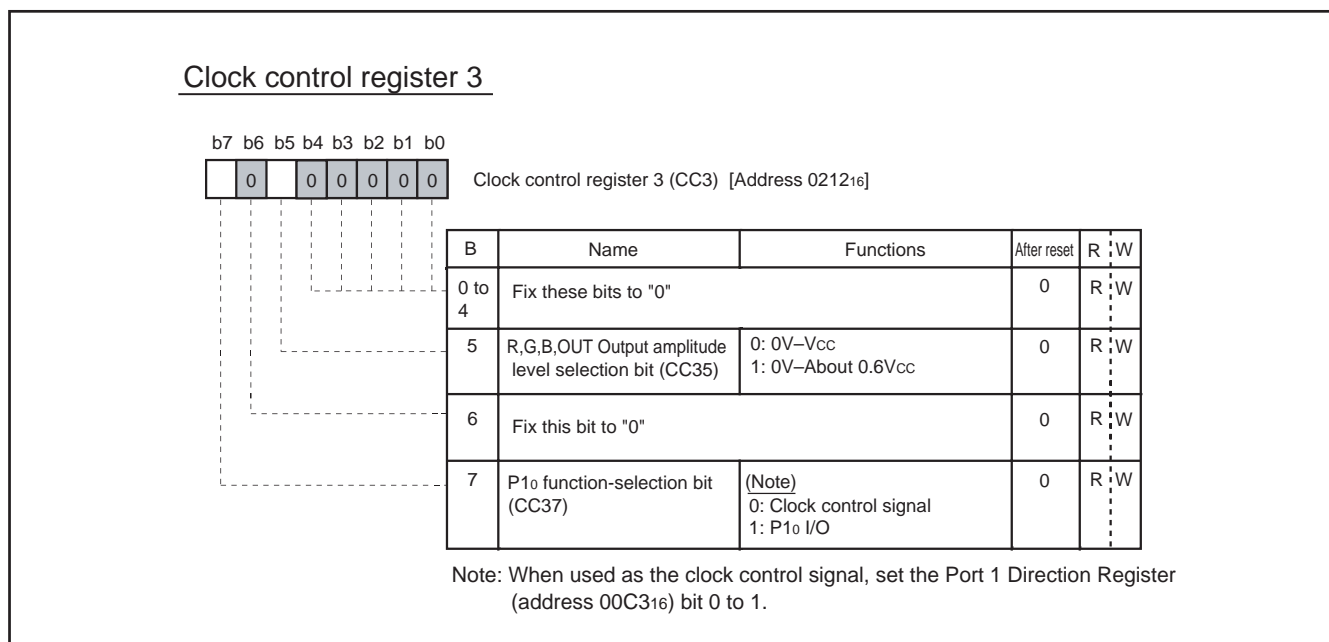 Clock control register 3
b7 b6 b5 b4 b3 b2 b1 b0
0 0 0 0 0 0 Clock control register 3 (CC3) [Address 021216]
B Name Functions After reset R W
0 to 4 Fix these bits to "0" 0 R W
5 R,G,B,OUT Output amplitude level selection bit (CC35) 0: 0V–VCC 0 R W
1: 0V–About 0.6VCC
6 Fix this bit to "0" 0 R W
7 P10 function-selection bit (CC37) (Note) 0 R W
0: Clock control signal
1: P10 I/O
Note: When used as the clock control signal, set the Port 1 Direction Register
(address 00C316) bit 0 to 1.